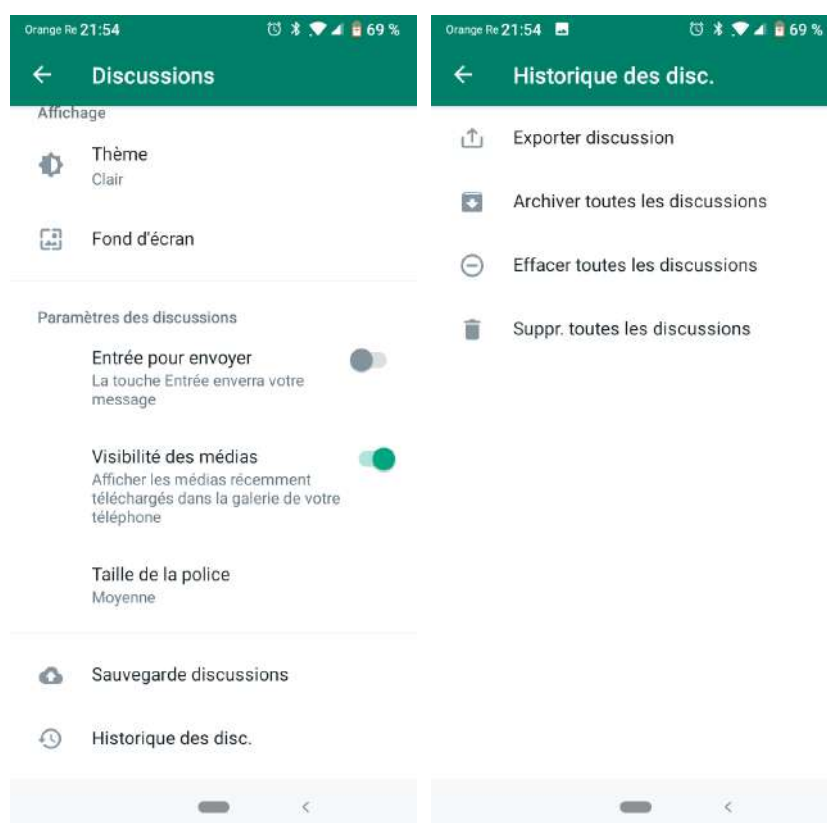 Orange Re 21:54 69 %
Discussions
Affichage
Thème
Clair
Fond d'écran
Paramètres des discussions
Entrée pour envoyer
La touche Entrée enverra votre
message
Visibilité des médias
Afficher les médias récemment
téléchargés dans la galerie de votre
téléphone
Taille de la police
Moyenne
Sauvegarde discussions
Historique des disc.
Orange Re 21:54 69 %
Historique des disc.
Exporter discussion
Archiver toutes les discussions
Effacer toutes les discussions
Suppr. toutes les discussions